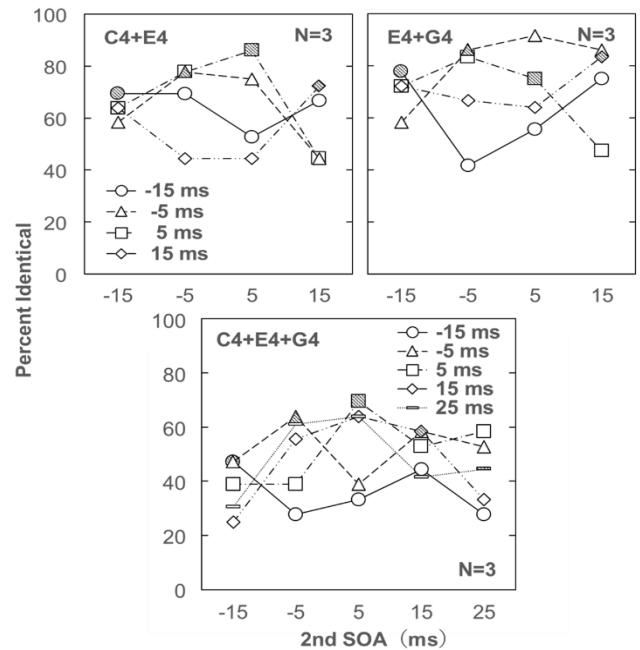 100
80
60
40
20
0
C4+E4 N=3
-15 ms
-5 ms
5 ms
15 ms
-15 -5 5 15
E4+G4 N=3
-15 -5 5 15
Percent Identical
100
80
60
40
20
0
C4+E4+G4
-15 ms
-5 ms
5 ms
15 ms
25 ms
N=3
-15 -5 5 15 25
2nd SOA（ms）